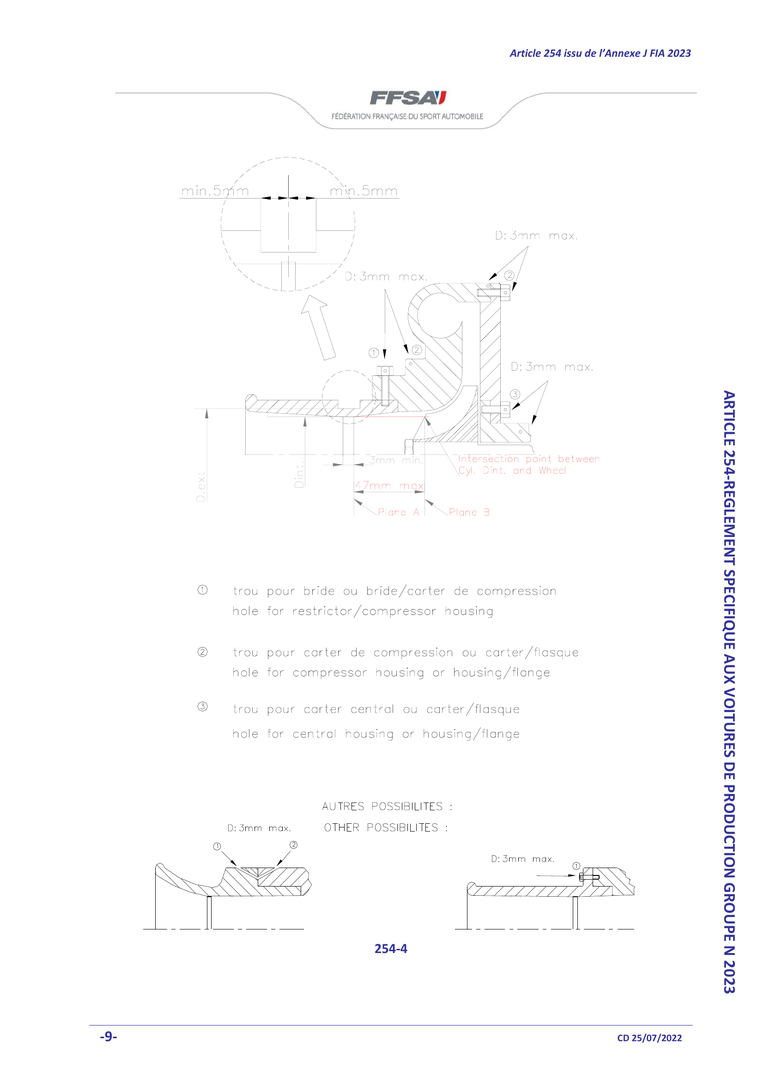 Article 254 issu de l'Annexe J FIA 2023
FFSA
FÉDÉRATION FRANÇAISE DU SPORT AUTOMOBILE
min.5mm
min.5mm
D: 3mm max.
②
D: 3mm max.
① ②
D: 3mm max.
③
D.ext
Dint.
3mm min.
Intersection point between
Cyl. Dint. and Wheel
47mm max
Plane A
Plane B
① trou pour bride ou bride/carter de compression
hole for restrictor/compressor housing
② trou pour carter de compression ou carter/flasque
hole for compressor housing or housing/flange
③ trou pour carter central ou carter/flasque
hole for central housing or housing/flange
AUTRES POSSIBILITES :
OTHER POSSIBILITES :
D: 3mm max.
① ②
D: 3mm max.
①
254-4
ARTICLE 254-REGLEMENT SPECIFIQUE AUX VOITURES DE PRODUCTION GROUPE N 2023
-9-
CD 25/07/2022